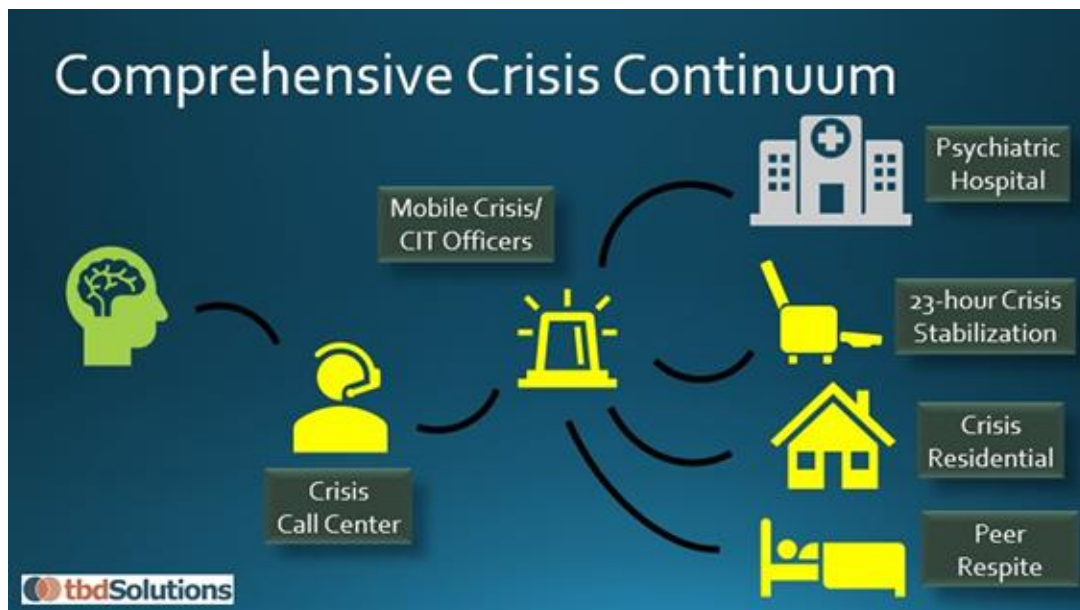 Comprehensive Crisis Continuum
Psychiatric
Hospital
Mobile Crisis/
CIT Officers
23-hour Crisis
Stabilization
Crisis
Residential
Crisis
Call Center
Peer
Respite
tbdSolutions